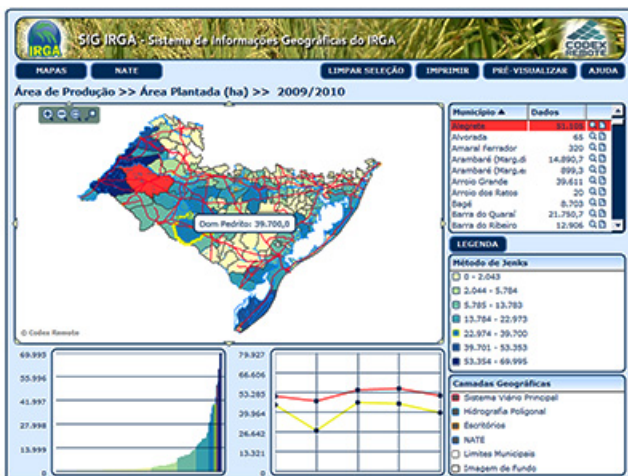 IRGA
SIG IRGA - Sistema de Informações Geográficas do IRGA
CODEX
REMOTE
MAPAS
NATE
LIMPAR SELEÇÃO
IMPRIMIR
PRÉ-VISUALIZAR
AJUDA
Área de Produção >> Área Plantada (ha) >> 2009/2010
Município Dados
Alegrete
Alvorada 65
Amaral Ferrador 320
Arambaré (Marg.di 14.890,7
Arambaré (Marg.e: 899,3
Arroio Grande 39.611
Arroio dos Ratos 20
Bagé 8.703
Barra do Quaraí 21.750,7
Barra do Ribeiro 12.906
Dom Pedrito: 39.700,0
© Codex Remote
LEGENDA
Método de Jenks
0 - 2.043
2.044 - 5.784
5.785 - 13.783
13.784 - 22.973
22.974 - 39.700
39.701 - 53.353
53.354 - 69.995
Camadas Geográficas
Sistema Viário Principal
Hidrografia Poligonal
Escritórios
NATE
Limites Municipais
Imagem de Fundo
69.995
55.996
41.997
27.998
13.999
0
79.927
66.606
53.285
39.964
26.642
13.321
0